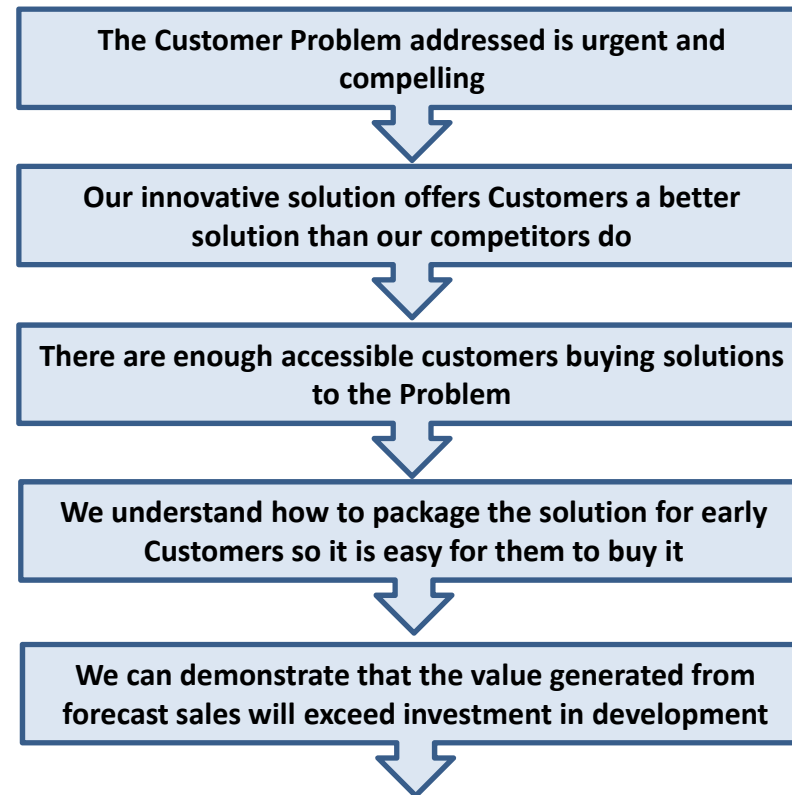 The Customer Problem addressed is urgent and
compelling
Our innovative solution offers Customers a better
solution than our competitors do
There are enough accessible customers buying solutions
to the Problem
We understand how to package the solution for early
Customers so it is easy for them to buy it
We can demonstrate that the value generated from
forecast sales will exceed investment in development